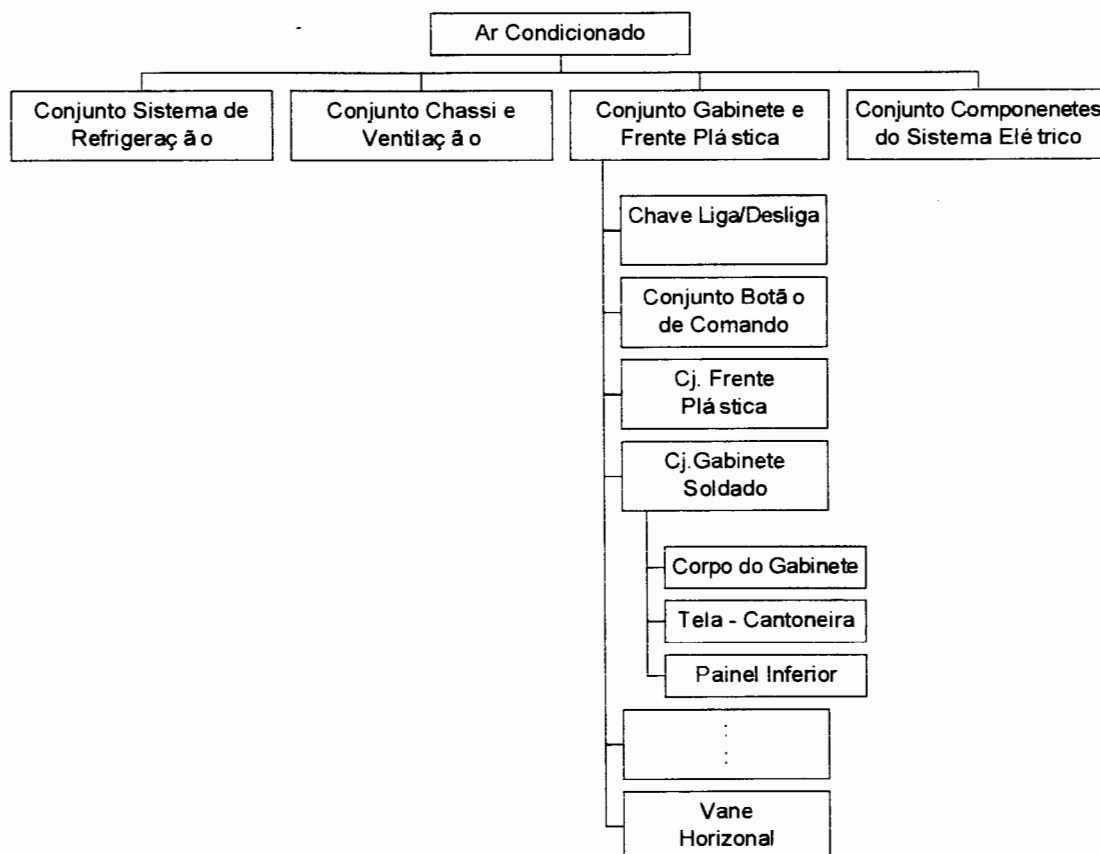 Ar Condicionado
Conjunto Sistema de
Refrigeração
Conjunto Chassi e
Ventilação
Conjunto Gabinete e
Frente Plástica
Conjunto Componenetes
do Sistema Elétrico
Chave Liga/Desliga
Conjunto Botão
de Comando
Cj. Frente
Plástica
Cj.Gabinete
Soldado
Corpo do Gabinete
Tela - Cantoneira
Painel Inferior
Vane
Horizonal